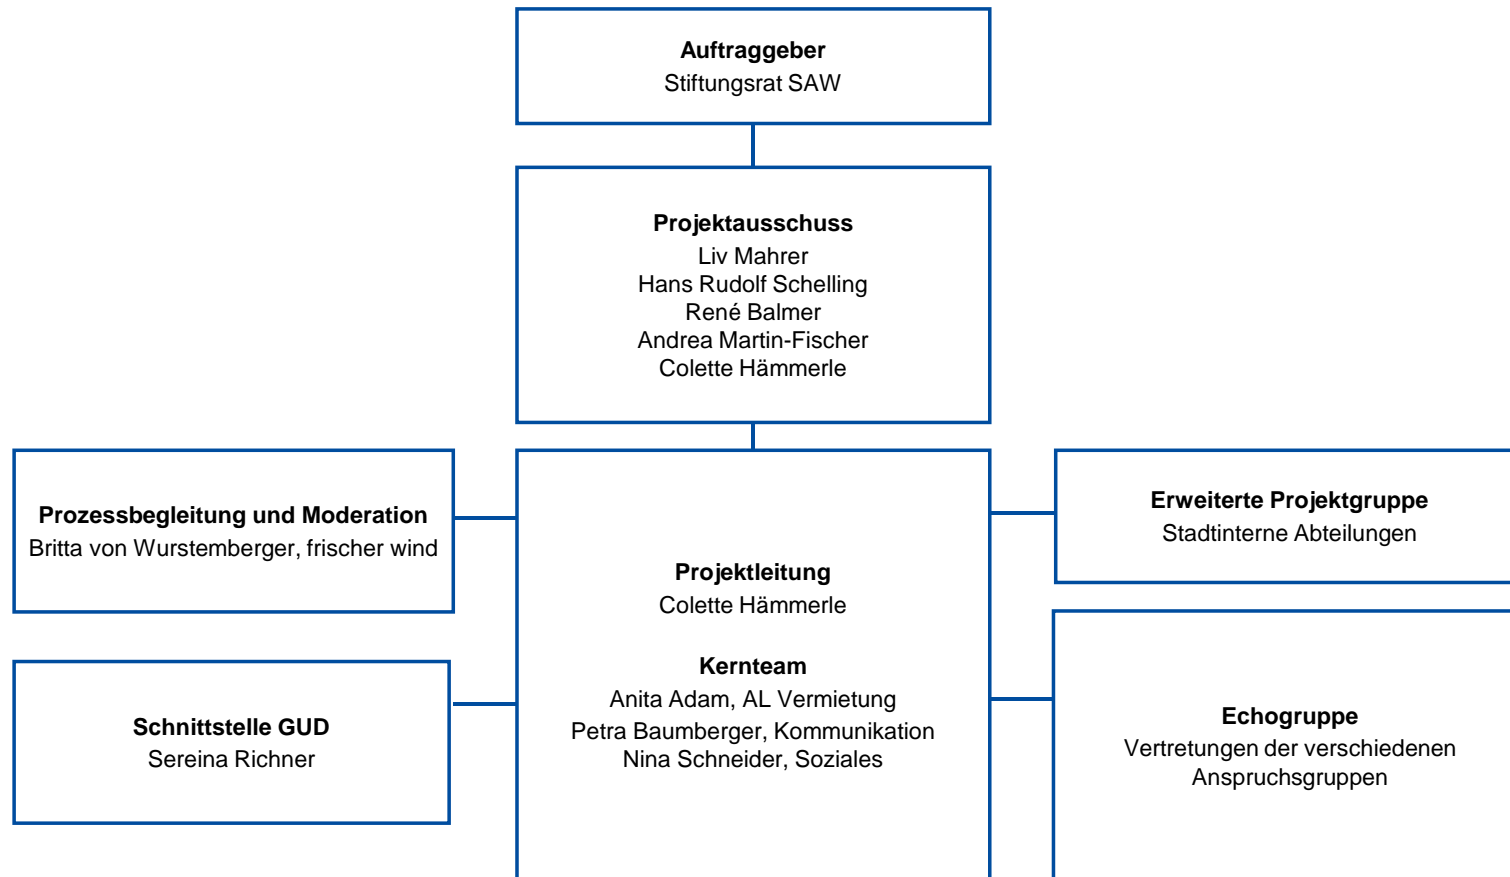 Auftraggeber
Stiftungsrat SAW
Projektausschuss
Liv Mahrer
Hans Rudolf Schelling
René Balmer
Andrea Martin-Fischer
Colette Hämmerle
Prozessbegleitung und Moderation
Britta von Wurstemberger, frischer wind
Schnittstelle GUD
Sereina Richner
Projektleitung
Colette Hämmerle
Kernteam
Anita Adam, AL Vermietung
Petra Baumberger, Kommunikation
Nina Schneider, Soziales
Erweiterte Projektgruppe
Stadtinterne Abteilungen
Echogruppe
Vertretungen der verschiedenen
Anspruchsgruppen